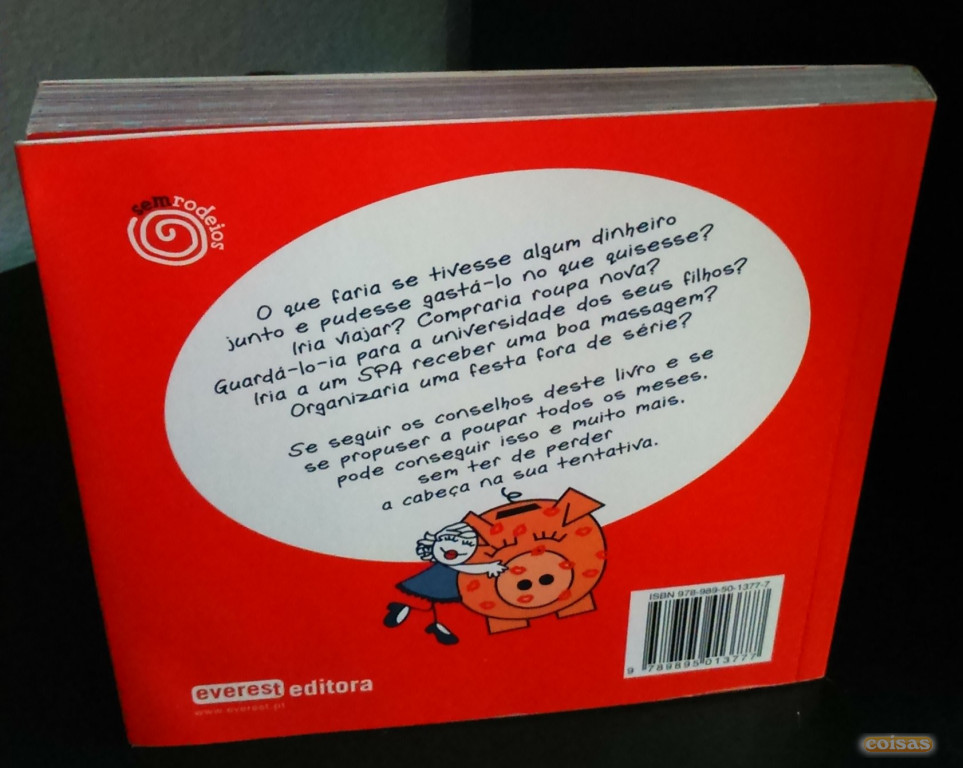 sem rodeios
O que faria se tivesse algum dinheiro
junto e pudesse gastá-lo no que quisesse?
Iria viajar? Compraria roupa nova?
Guardá-lo-ia para a universidade dos seus filhos?
Iria a um SPA receber uma boa massagem?
Organizaria uma festa fora de série?
Se seguir os conselhos deste livro e se
se propuser a poupar todos os meses,
pode conseguir isso e muito mais,
sem ter de perder
a cabeça na sua tentativa.
ISBN 978-989-50-1377-7
9 789895 013777
everest editora
www.everest.pt
coisas